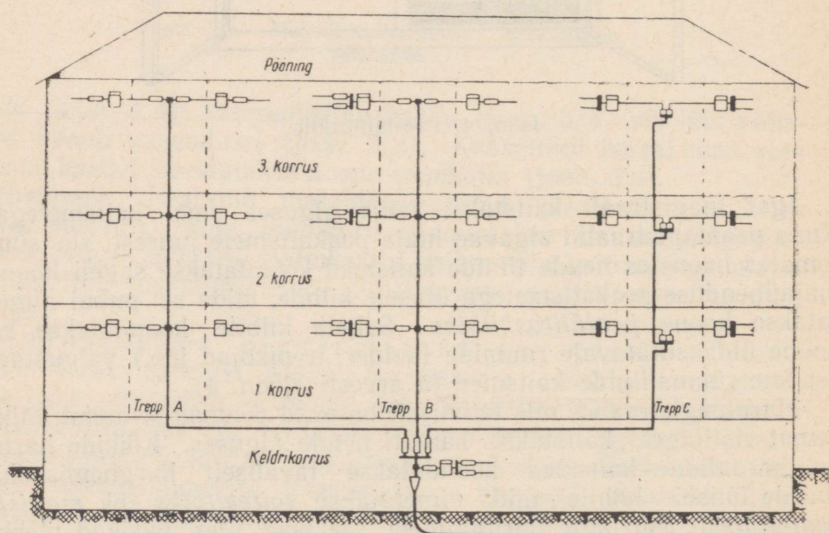 Pööning
3. korrus
2 korrus
1 korrus
Trepp A
Trepp B
Trepp C
Keldrikorrus